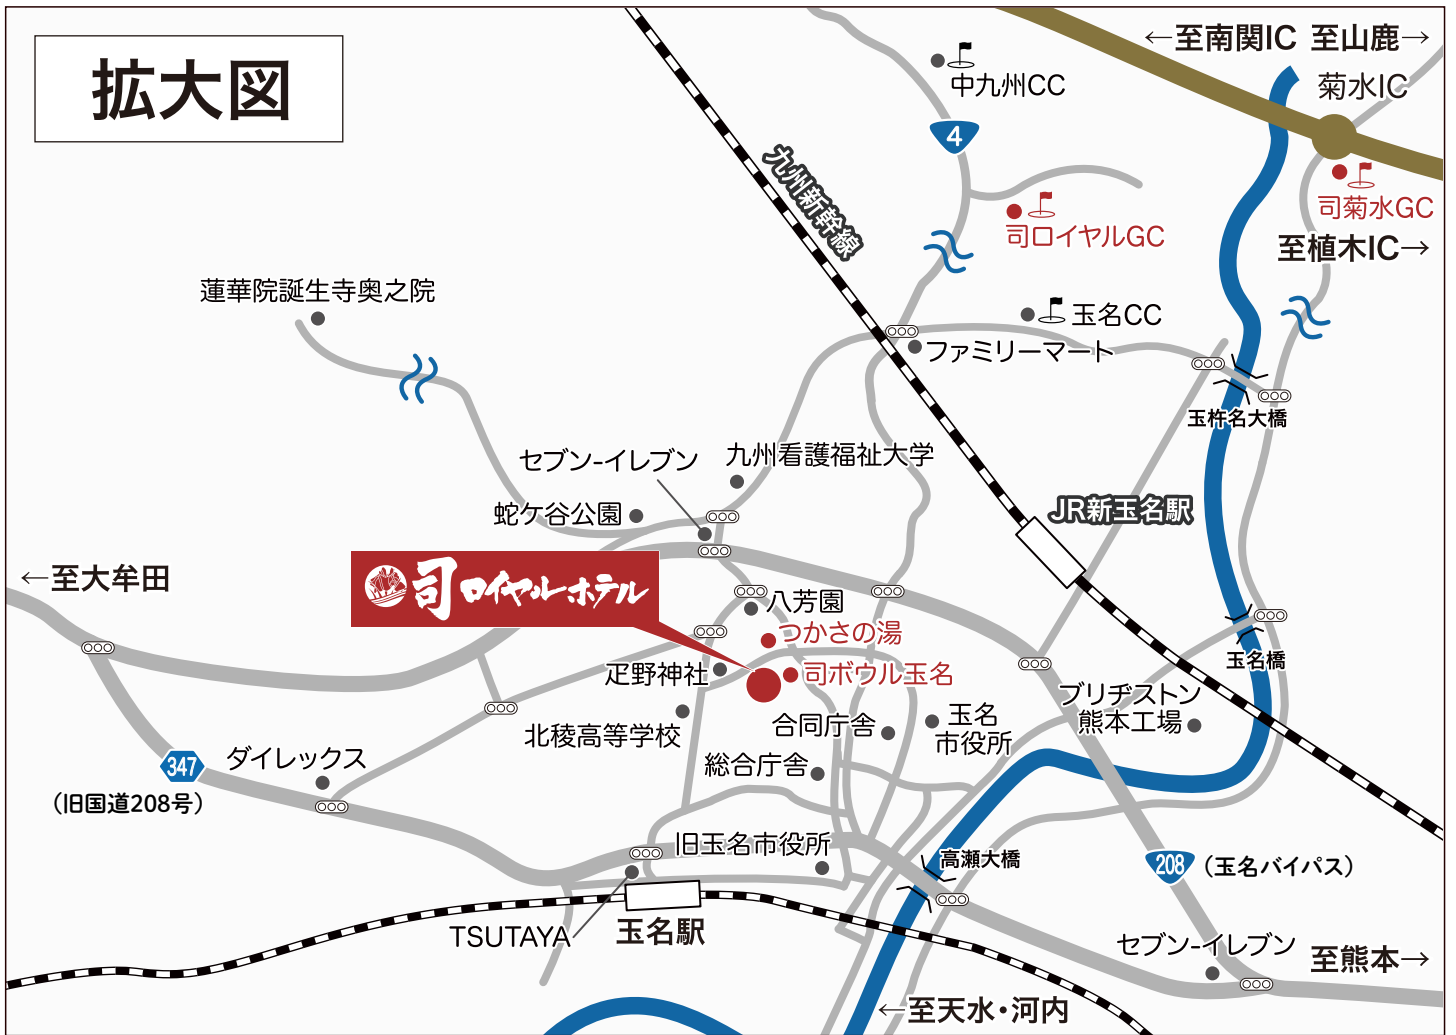 拡大図
←至南関IC 至山鹿→
菊水IC
中九州CC
4
九州新幹線
司ロイヤルGC
司菊水GC
至植木IC→
蓮華院誕生寺奥之院
玉名CC
ファミリーマート
玉杵名大橋
セブン-イレブン
九州看護福祉大学
蛇ケ谷公園
JR新玉名駅
←至大牟田
司ロイヤルホテル
八芳園
つかさの湯
疋野神社
司ボウル玉名
玉名橋
ブリヂストン
熊本工場
北稜高等学校
合同庁舎
玉名
市役所
総合庁舎
347
ダイレックス
（旧国道208号）
旧玉名市役所
高瀬大橋
208
（玉名バイパス）
TSUTAYA
玉名駅
セブン-イレブン
至熊本→
←至天水・河内